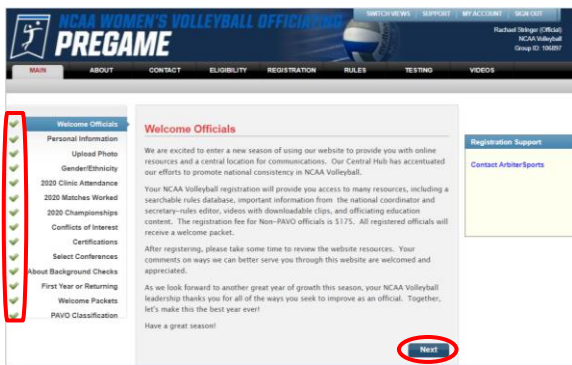 SWITCH VIEWS SUPPORT MY ACCOUNT SIGN OUT
NCAA WOMEN'S VOLLEYBALL OFFICIATING
PREGAME
Rachael Stringer (Official)
NCAA Volleyball
Group ID: 106897
MAIN ABOUT CONTACT ELIGIBILITY REGISTRATION RULES TESTING VIDEOS
Welcome Officials
Personal Information
Upload Photo
Gender/Ethnicity
2020 Clinic Attendance
2020 Matches Worked
2020 Championships
Conflicts of Interest
Certifications
Select Conferences
About Background Checks
First Year or Returning
Welcome Packets
PAVO Classification
Welcome Officials
We are excited to enter a new season of using our website to provide you with online
resources and a central location for communications. Our Central Hub has accentuated
our efforts to promote national consistency in NCAA Volleyball.
Your NCAA Volleyball registration will provide you access to many resources, including a
searchable rules database, important information from the national coordinator and
secretary-rules editor, videos with downloadable clips, and officiating education
content. The registration fee for Non-PAVO officials is $175. All registered officials will
receive a welcome packet.
After registering, please take some time to review the website resources. Your
comments on ways we can better serve you through this website are welcomed and
appreciated.
As we look forward to another great year of growth this season, your NCAA Volleyball
leadership thanks you for all of the ways you seek to improve as an official. Together,
let's make this the best year ever!
Have a great season!
Next
Registration Support
Contact ArbiterSports